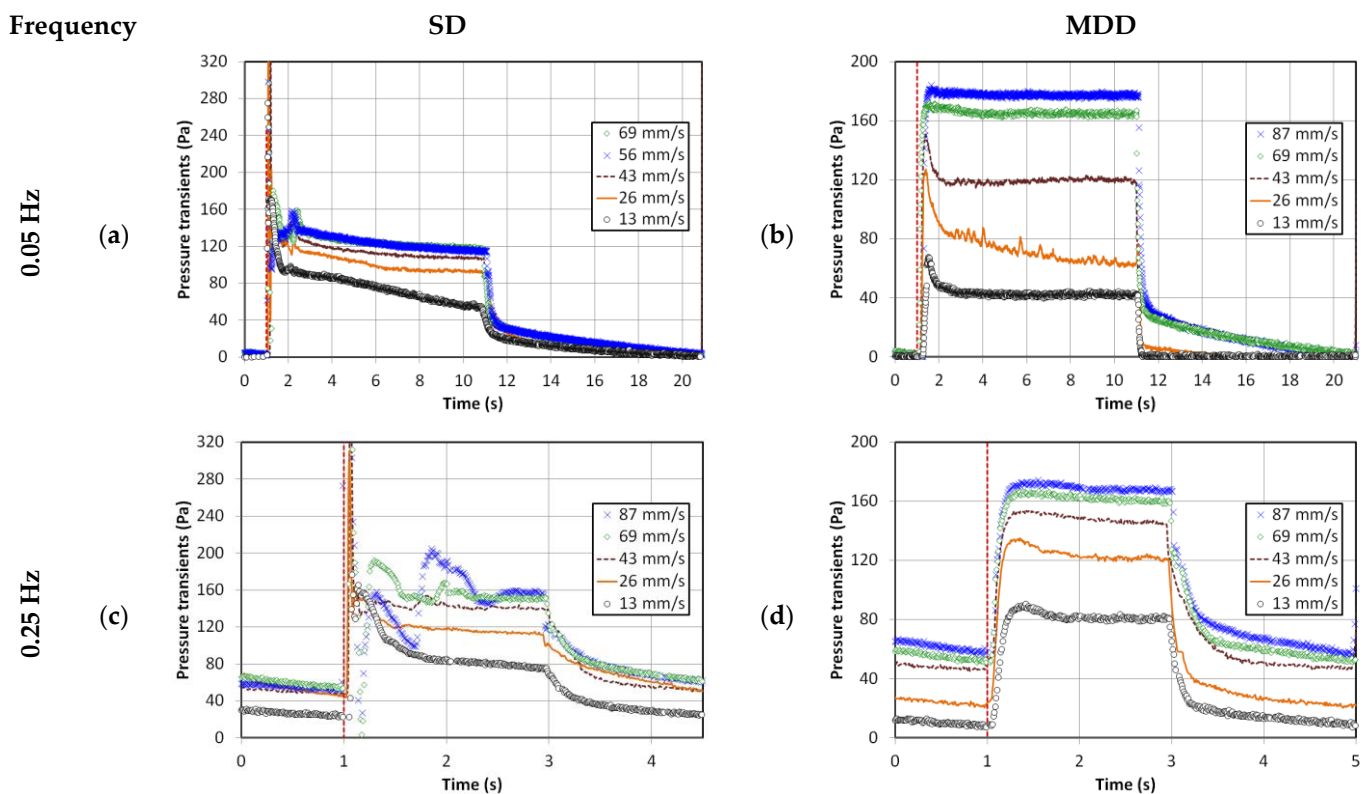 Frequency SD MDD
0.05 Hz
(a)
Pressure transients (Pa)
320
280
240
200
160
120
80
40
0
69 mm/s
56 mm/s
43 mm/s
26 mm/s
13 mm/s
0 2 4 6 8 10 12 14 16 18 20
Time (s)
(b)
Pressure transients (Pa)
200
160
120
80
40
0
87 mm/s
69 mm/s
43 mm/s
26 mm/s
13 mm/s
0 2 4 6 8 10 12 14 16 18 20
Time (s)
0.25 Hz
(c)
Pressure transients (Pa)
320
280
240
200
160
120
80
40
0
87 mm/s
69 mm/s
43 mm/s
26 mm/s
13 mm/s
0 1 2 3 4
Time (s)
(d)
Pressure transients (Pa)
200
160
120
80
40
0
87 mm/s
69 mm/s
43 mm/s
26 mm/s
13 mm/s
0 1 2 3 4 5
Time (s)